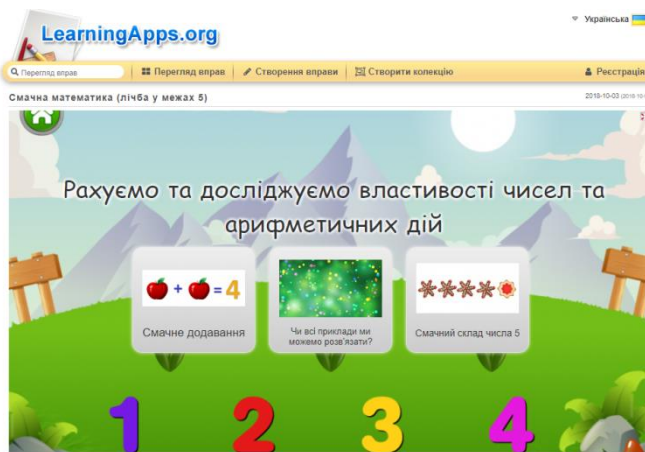 Українська
LearningApps.org
Перегляд вправ
Перегляд вправ
Створення вправи
Створити колекцію
Реєстрація
Смачна математика (лічба у межах 5)
2018-10-03
Рахуємо та досліджуємо властивості чисел та
арифметичних дій
+ = 4
Смачне додавання
Чи всі приклади ми
можемо розв'язати?
Смачний склад числа 5
1 2 3 4